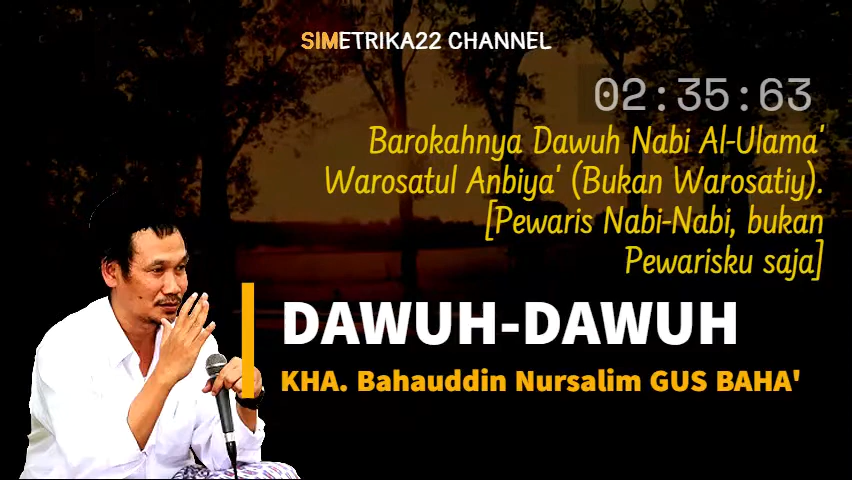 SIMETRIKA22 CHANNEL
02:35:63
Barokahnya Dawuh Nabi Al-Ulama'
Warosatul Anbiya' (Bukan Warosatiy).
[Pewaris Nabi-Nabi, bukan
Pewarisku saja]
DAWUH-DAWUH
KHA. Bahauddin Nursalim GUS BAHA'